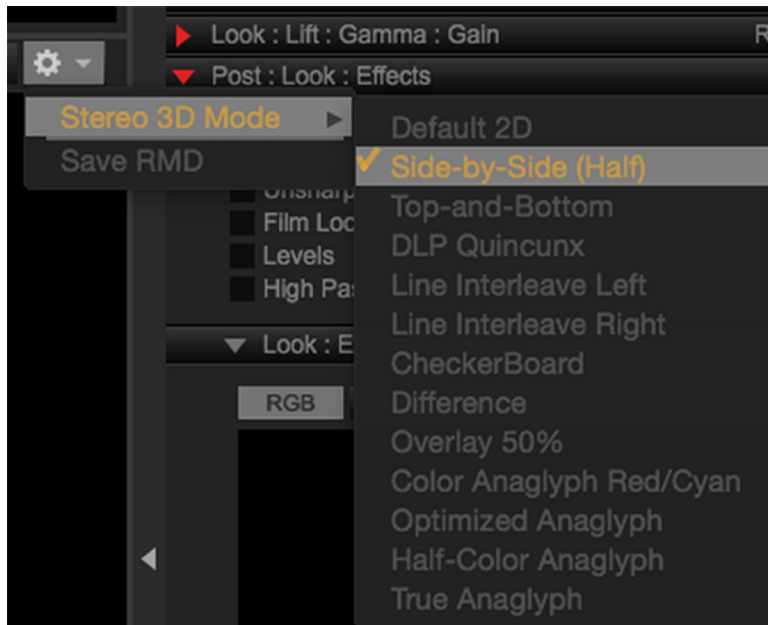 Look : Lift : Gamma : Gain
Post : Look : Effects
Stereo 3D Mode
Save RMD
Default 2D
Side-by-Side (Half)
Top-and-Bottom
DLP Quincunx
Line Interleave Left
Line Interleave Right
CheckerBoard
Difference
Overlay 50%
Color Anaglyph Red/Cyan
Optimized Anaglyph
Half-Color Anaglyph
True Anaglyph
Film Loo
Levels
High Pas
Look : E
RGB